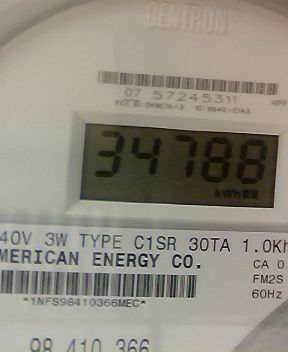 CENTRON
07 57245311
34788
kWh
40V 3W TYPE C1SR 30TA 1.0Kh
MERICAN ENERGY CO.
CA 0.
FM2S
60Hz
*1NFS98410366MEC*
98 410 366